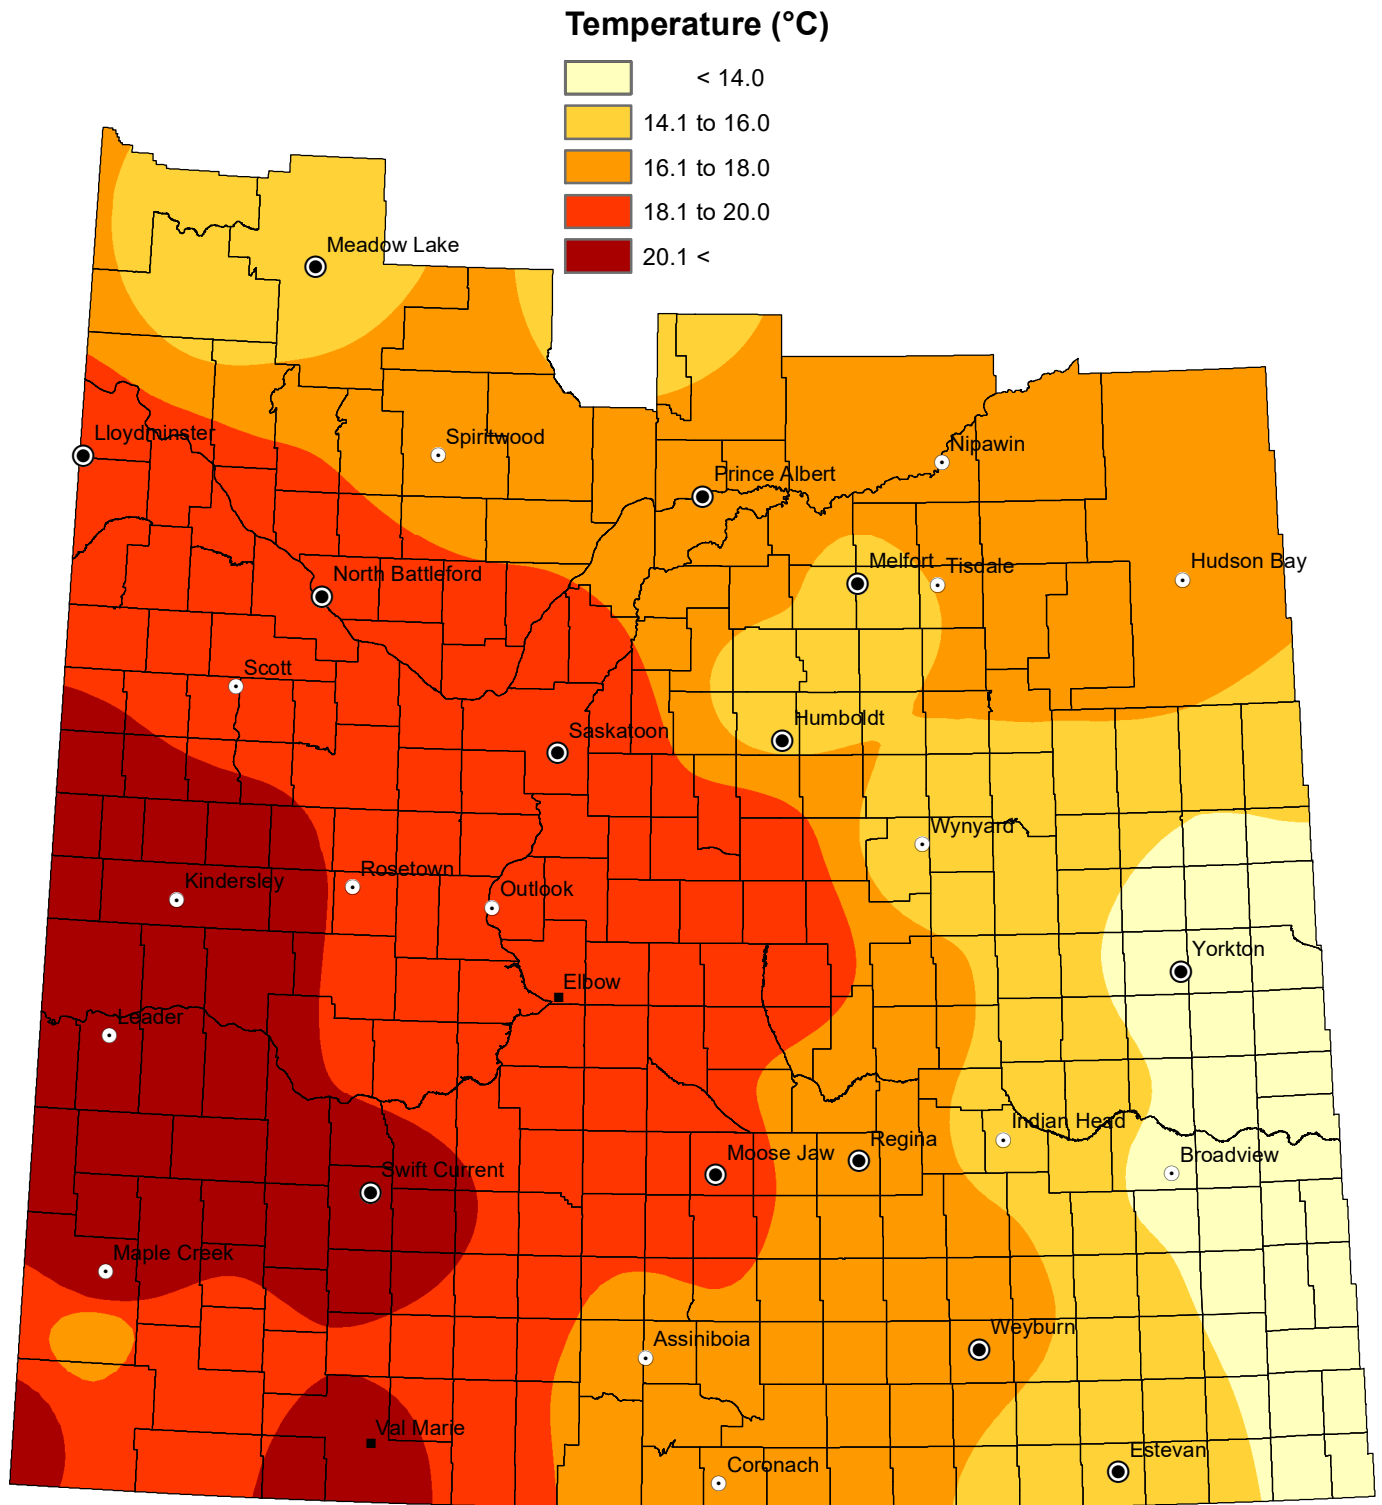 Temperature (°C)
< 14.0
14.1 to 16.0
16.1 to 18.0
18.1 to 20.0
20.1 <
Meadow Lake
Lloydminster
Spiritwood
Nipawin
Prince Albert
Melfort
Tisdale
Hudson Bay
North Battleford
Scott
Saskatoon
Humboldt
Wynyard
Rosetown
Kindersley
Outlook
Yorkton
Elbow
Leader
Indian Head
Regina
Moose Jaw
Broadview
Swift Current
Maple Creek
Weyburn
Assiniboia
Val Marie
Estevan
Coronach